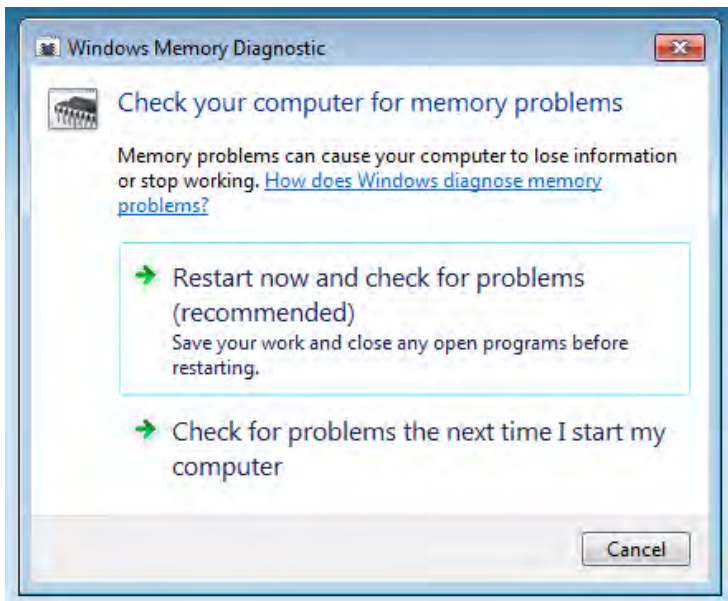 Windows Memory Diagnostic
Check your computer for memory problems
Memory problems can cause your computer to lose information
or stop working. How does Windows diagnose memory
problems?
Restart now and check for problems
(recommended)
Save your work and close any open programs before
restarting.
Check for problems the next time I start my
computer
Cancel